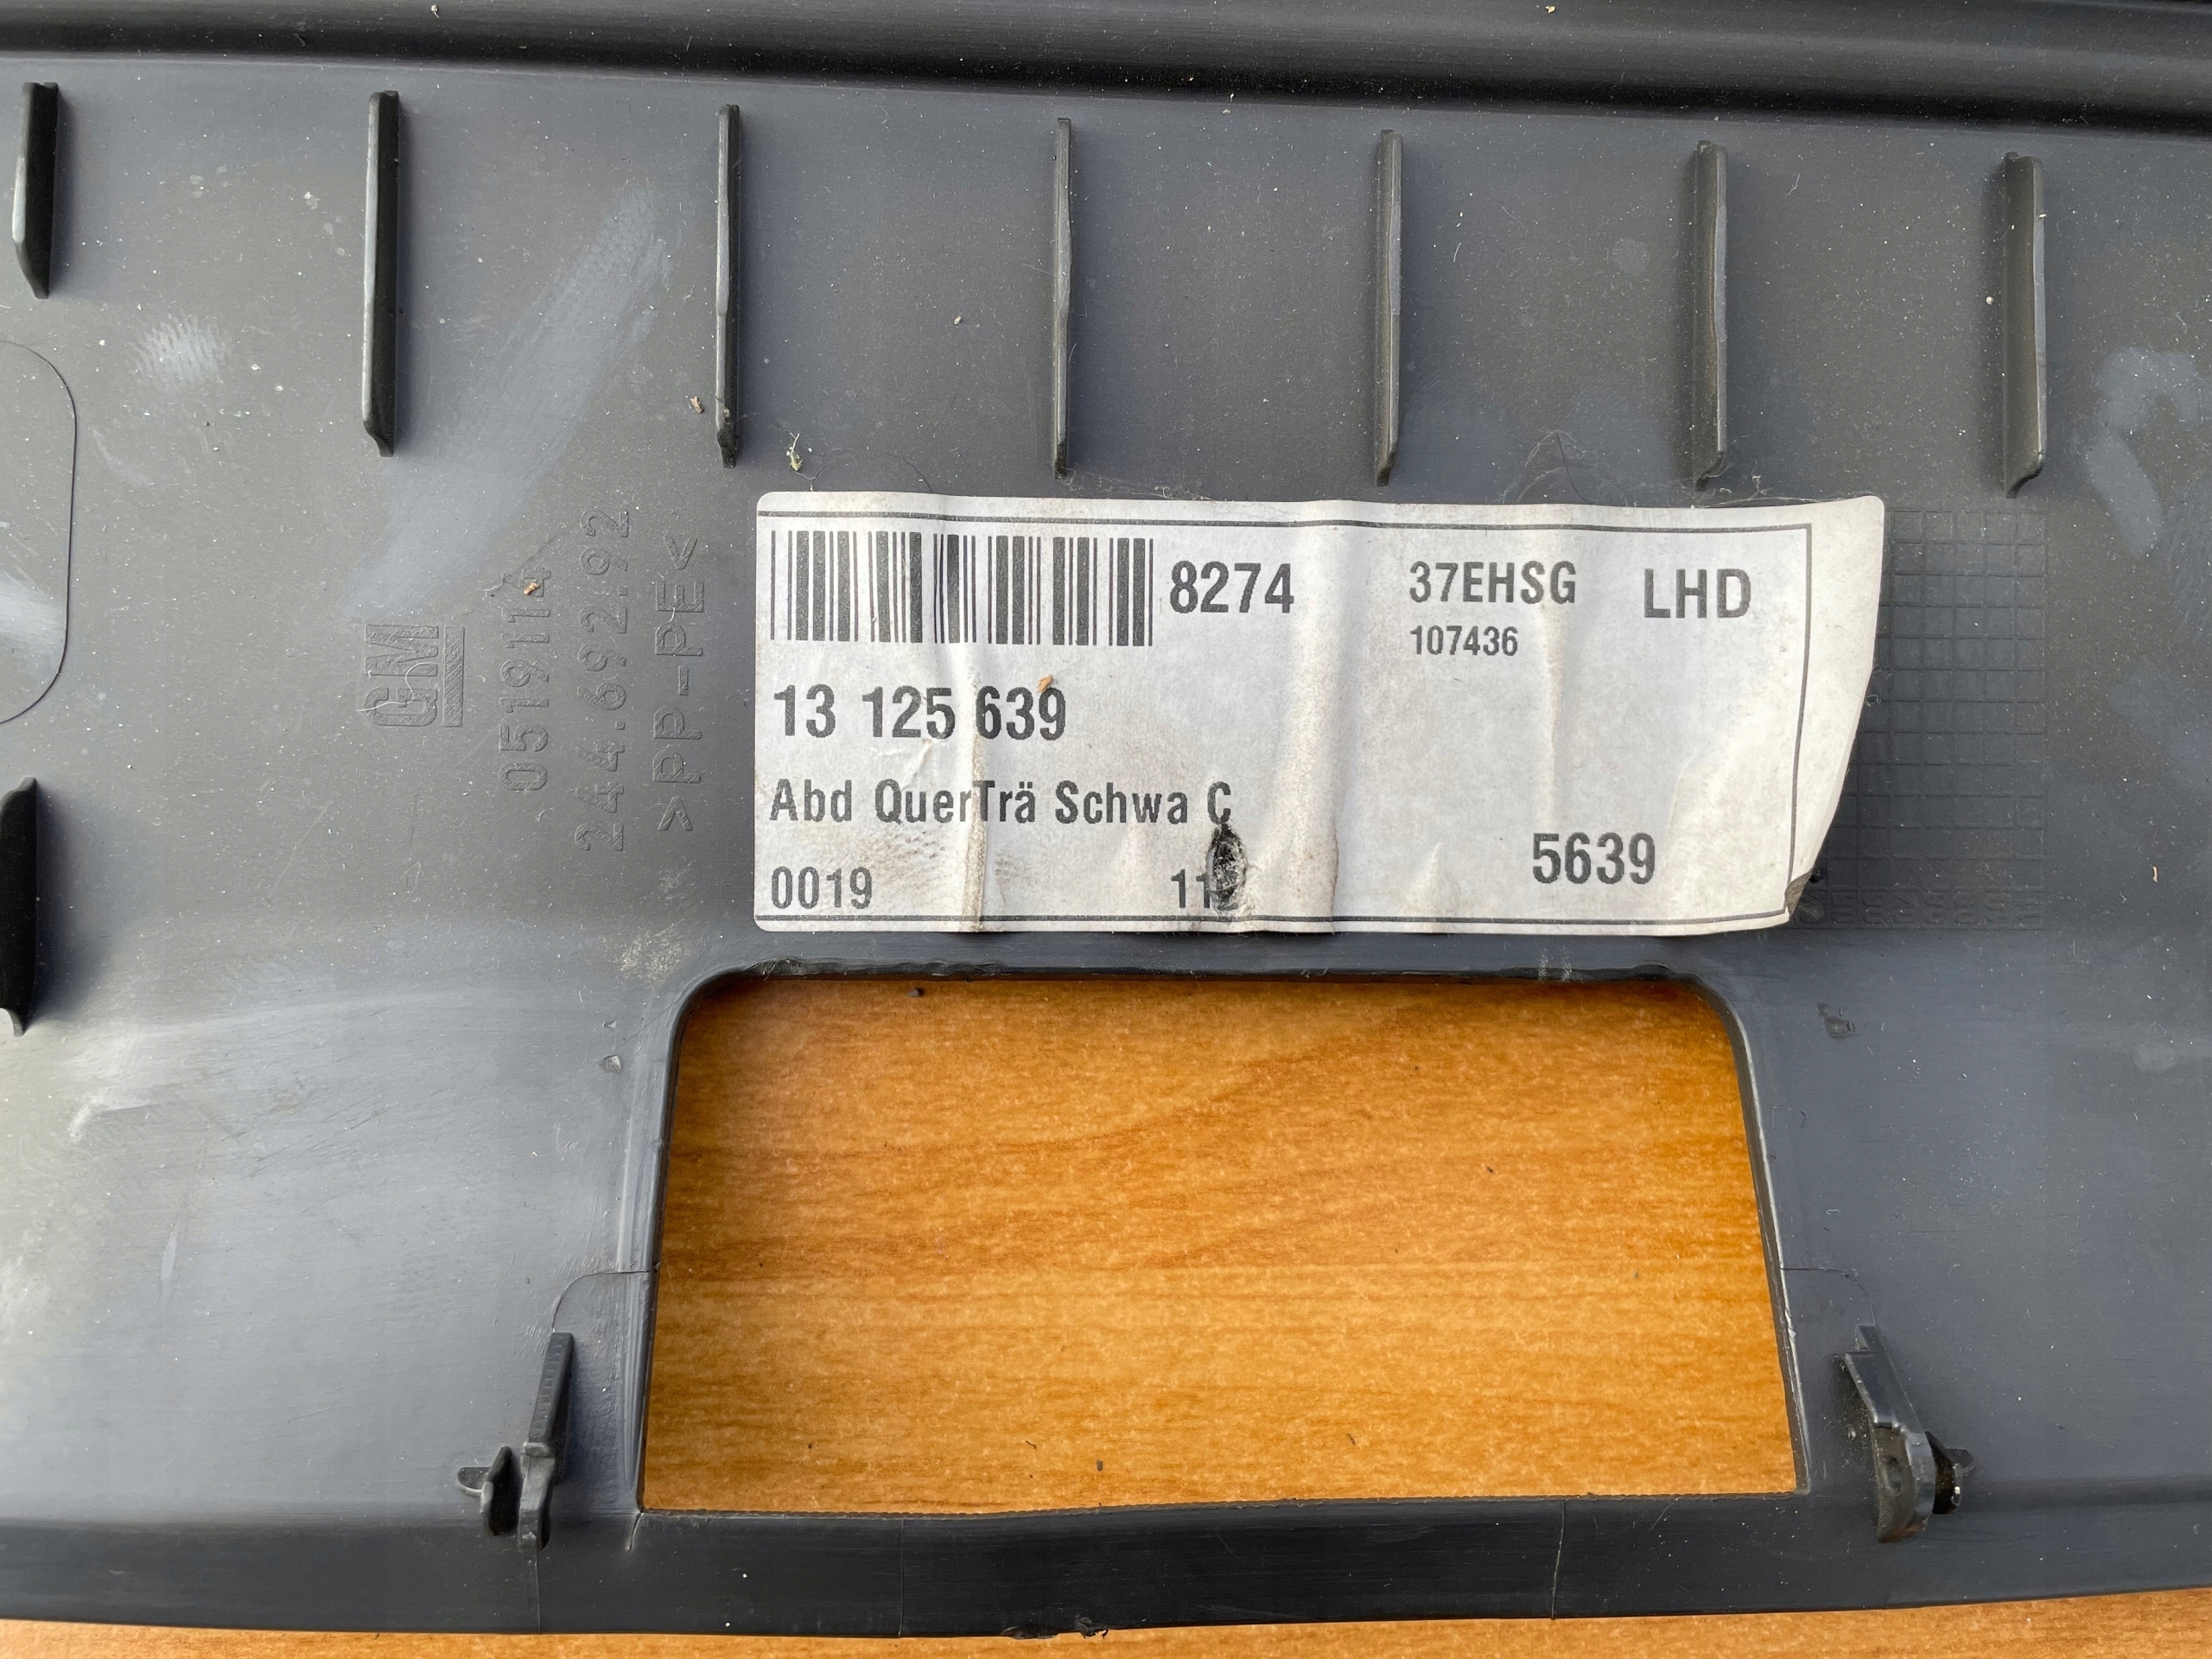 GM
0519114
244.692.92
>PP-PE<
8274
37EHSG
LHD
107436
13 125 639
Abd QuerTrä Schwa C
0019
5639